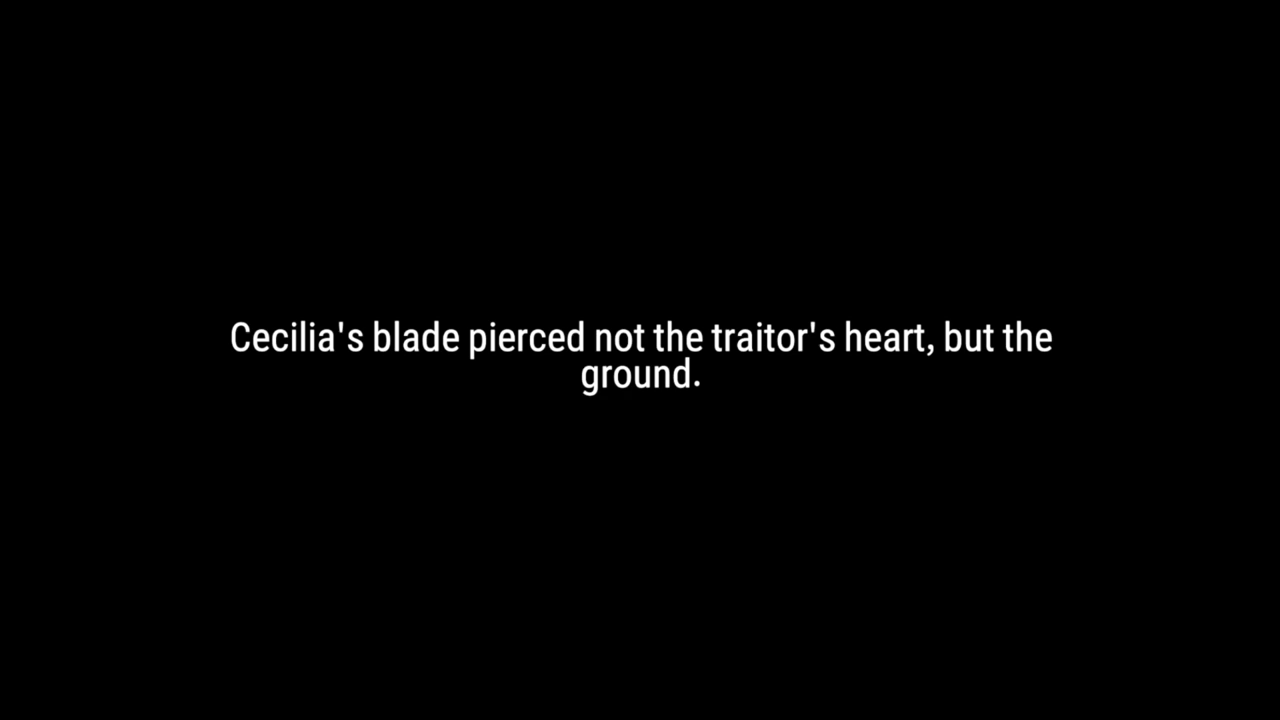 Cecilia's blade pierced not the traitor's heart, but the
ground.